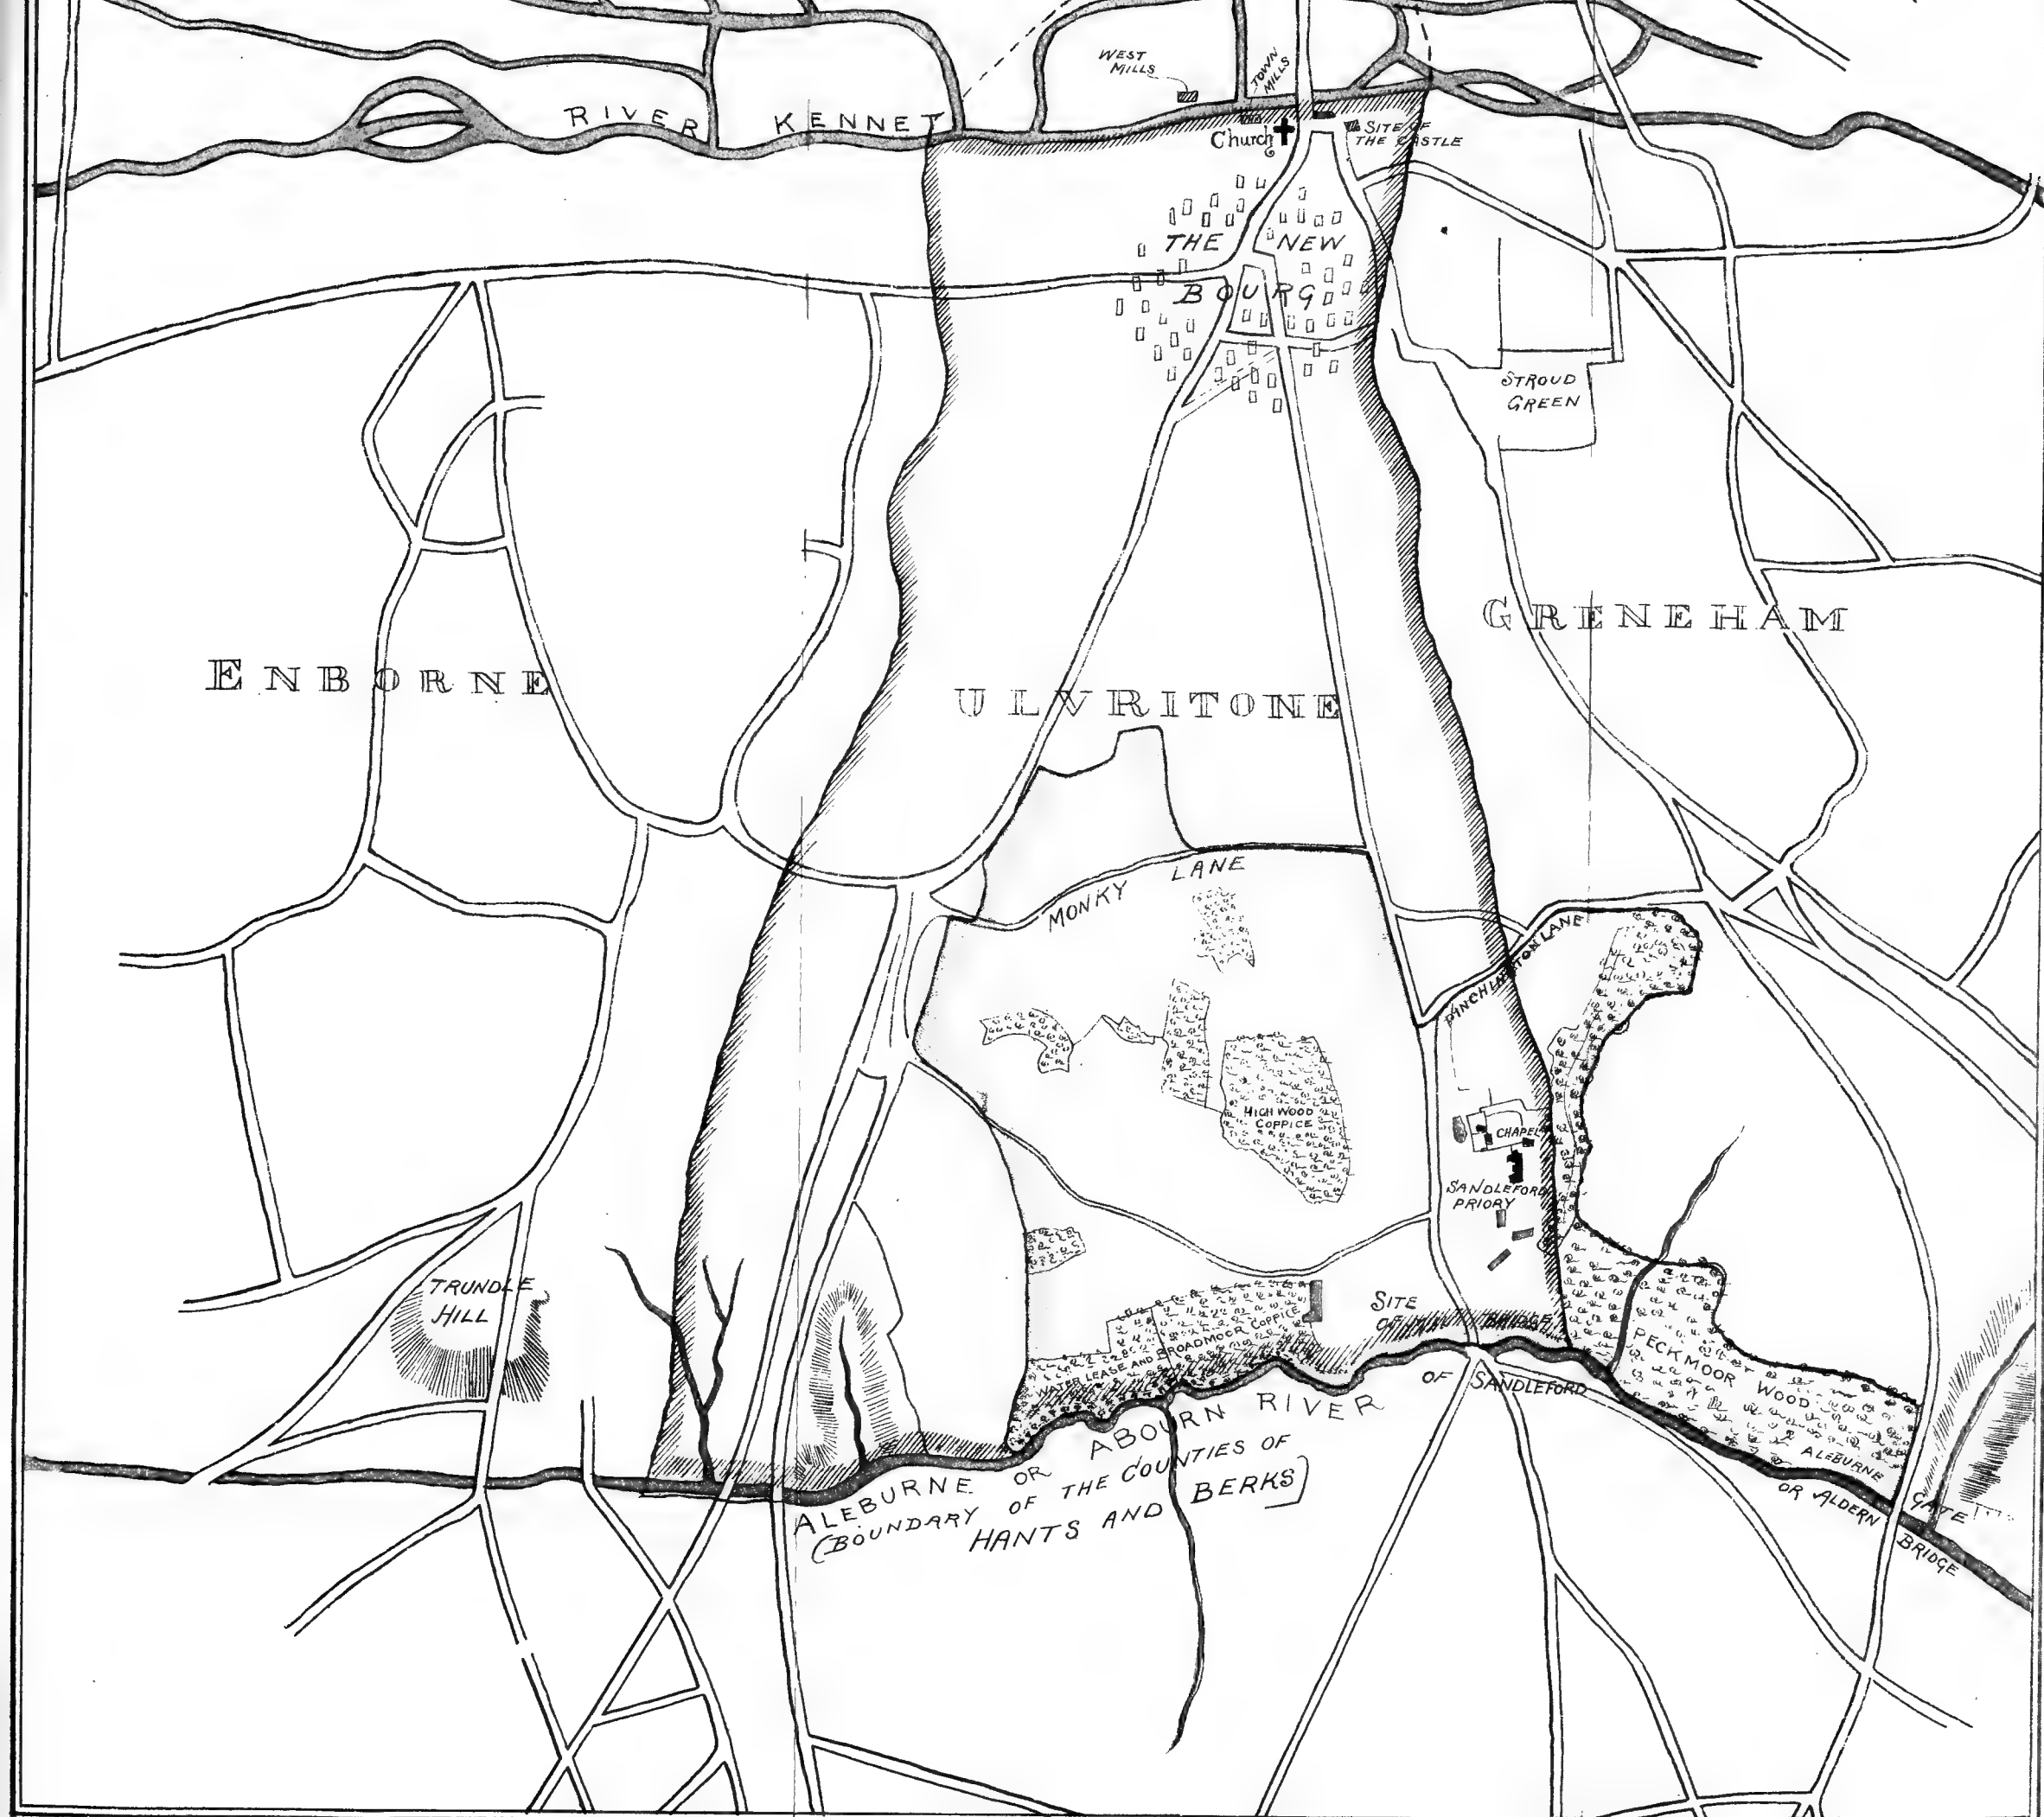 WEST
MILLS
TOWN
MILLS
RIVER KENNET
Church
SITE OF
THE CASTLE
THE NEW
BOURG
STROUD
GREEN
GRENEHAM
ENBORNE
ULVRITONE
MONKY LANE
PINCHINGTON LANE
HIGH WOOD
COPPICE
CHAPEL
SANDLEFORD
PRIORY
TRUNDLE
HILL
SITE
OF BRIDGE
OF SANDLEFORD
WATER LEASE AND BROADMOOR COPPICE
PECKMOOR WOOD
ALEBURNE OR ABOURN RIVER
(BOUNDARY OF THE COUNTIES OF
HANTS AND BERKS)
ALEBURNE GATE
OR ALDERN BRIDGE